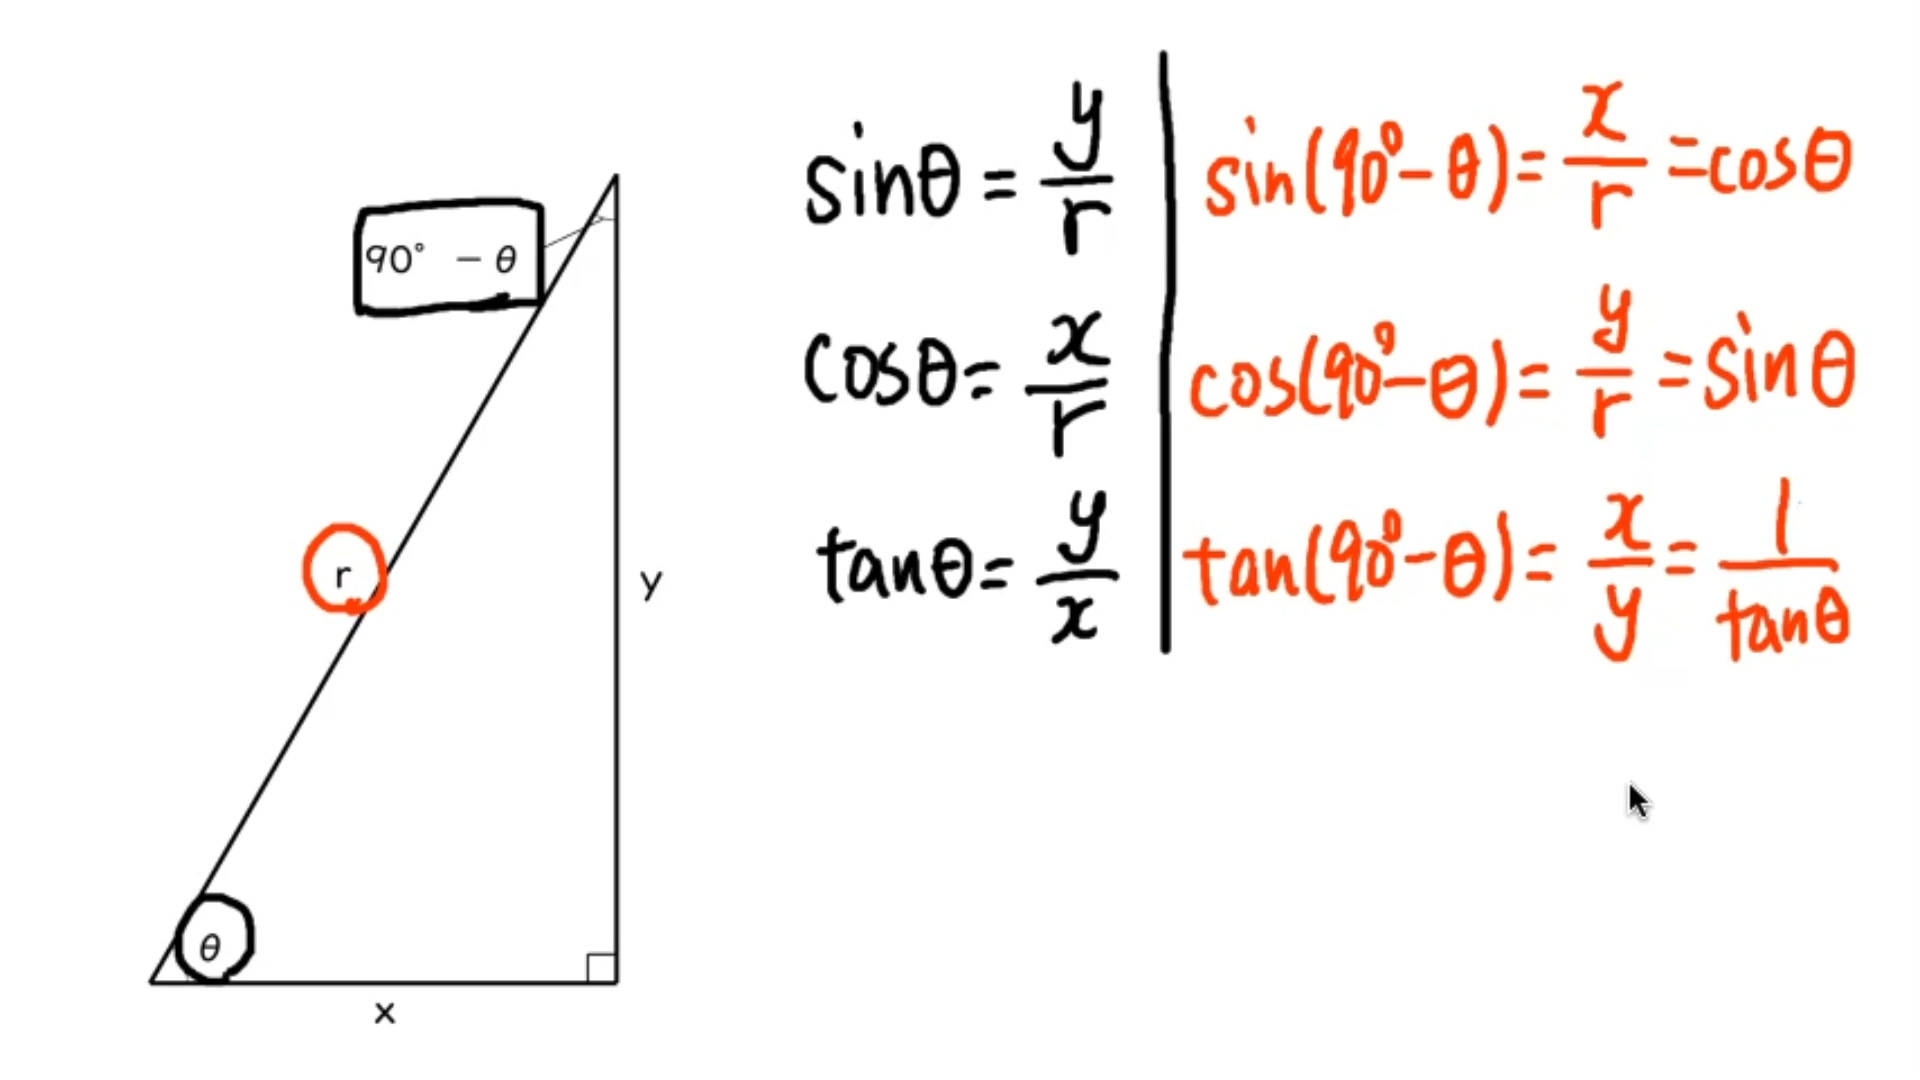 90° − θ
r
y
θ
x
sinθ = y/r
cosθ = x/r
tanθ = y/x
sin(90°−θ) = x/r = cosθ
cos(90°−θ) = y/r = sinθ
tan(90°−θ) = x/y = 1/tanθ